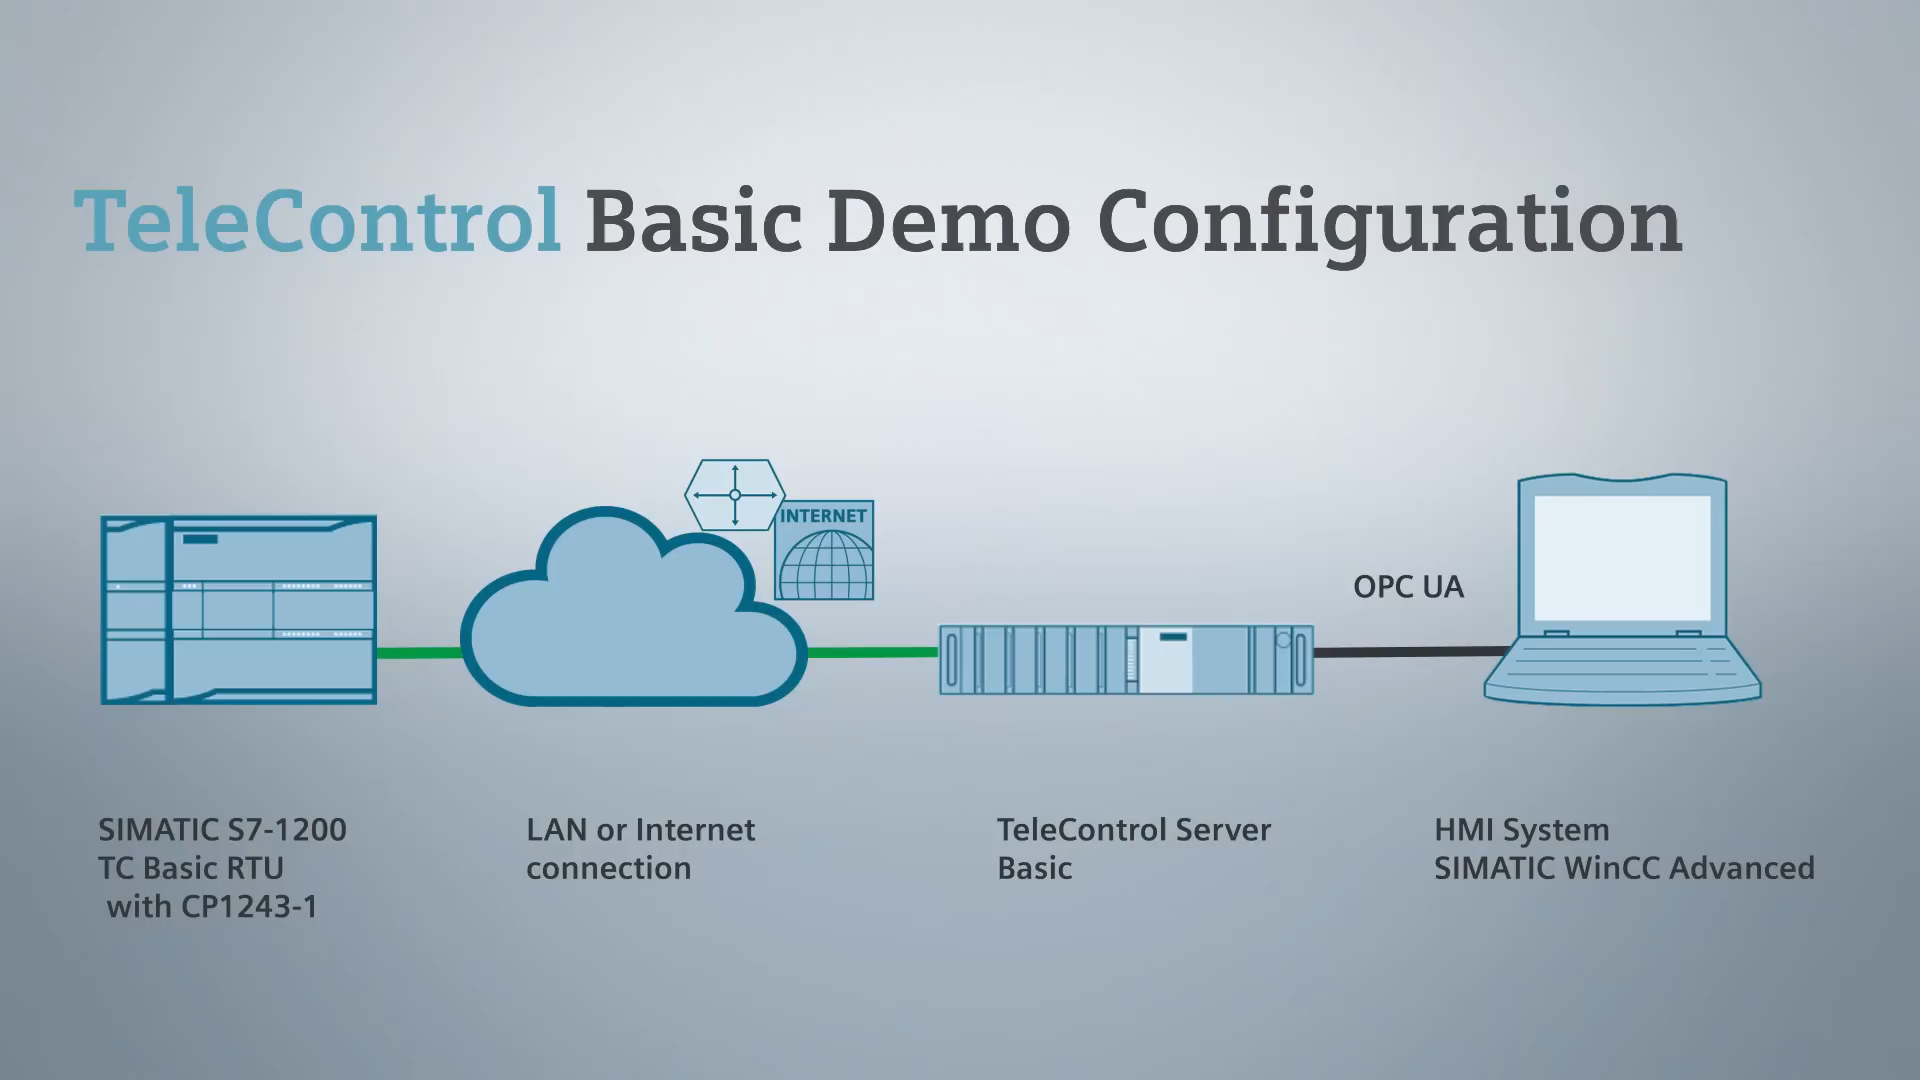 TeleControl Basic Demo Configuration
INTERNET
OPC UA
SIMATIC S7-1200
TC Basic RTU
with CP1243-1
LAN or Internet
connection
TeleControl Server
Basic
HMI System
SIMATIC WinCC Advanced